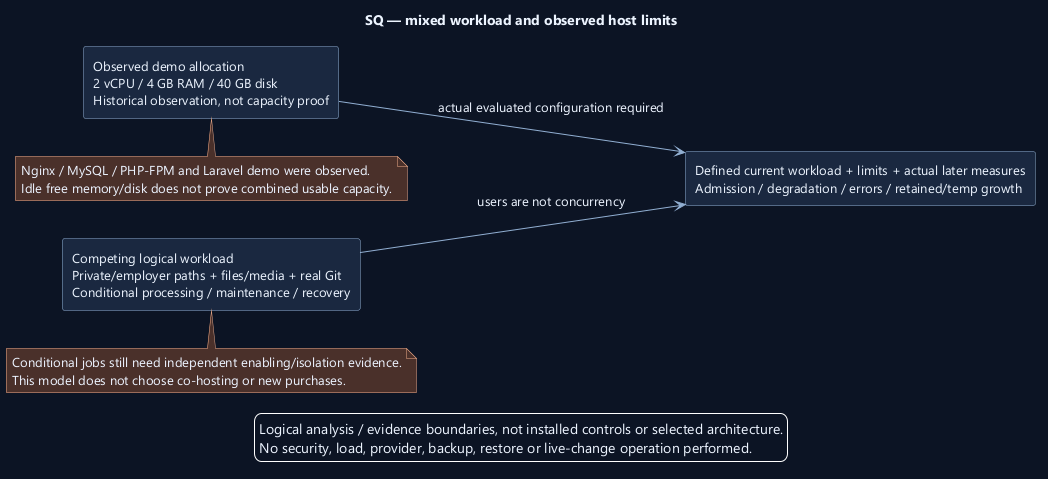 SQ — mixed workload and observed host limits
Observed demo allocation
2 vCPU / 4 GB RAM / 40 GB disk
Historical observation, not capacity proof
actual evaluated configuration required
Nginx / MySQL / PHP-FPM and Laravel demo were observed.
Idle free memory/disk does not prove combined usable capacity.
Defined current workload + limits + actual later measures
Admission / degradation / errors / retained/temp growth
users are not concurrency
Competing logical workload
Private/employer paths + files/media + real Git
Conditional processing / maintenance / recovery
Conditional jobs still need independent enabling/isolation evidence.
This model does not choose co-hosting or new purchases.
Logical analysis / evidence boundaries, not installed controls or selected architecture.
No security, load, provider, backup, restore or live-change operation performed.